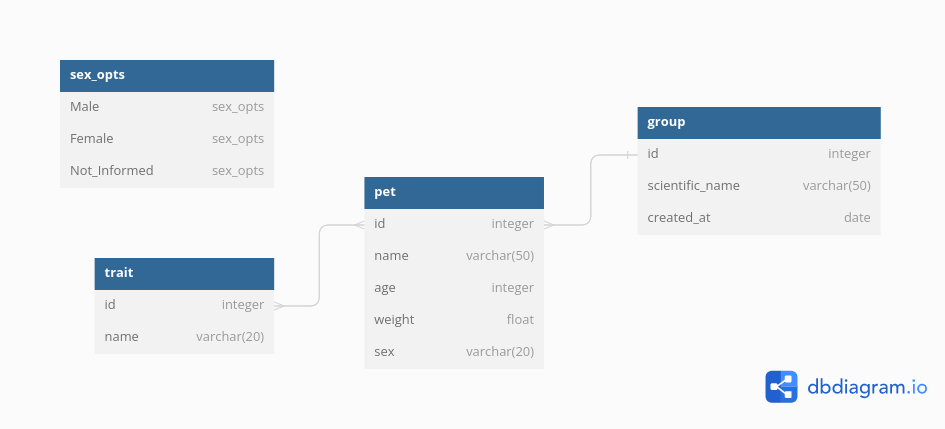 sex_opts
Male sex_opts
Female sex_opts
Not_Informed sex_opts
trait
id integer
name varchar(20)
pet
id integer
name varchar(50)
age integer
weight float
sex varchar(20)
group
id integer
scientific_name varchar(50)
created_at date
dbdiagram.io